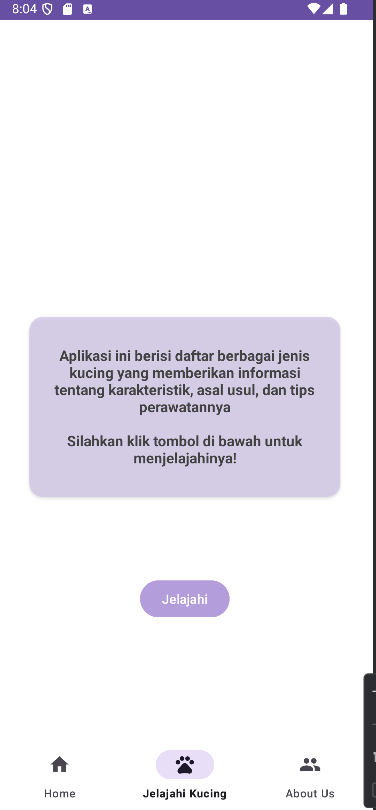 8:04
Aplikasi ini berisi daftar berbagai jenis
kucing yang memberikan informasi
tentang karakteristik, asal usul, dan tips
perawatannya
Silahkan klik tombol di bawah untuk
menjelajahinya!
Jelajahi
Home
Jelajahi Kucing
About Us